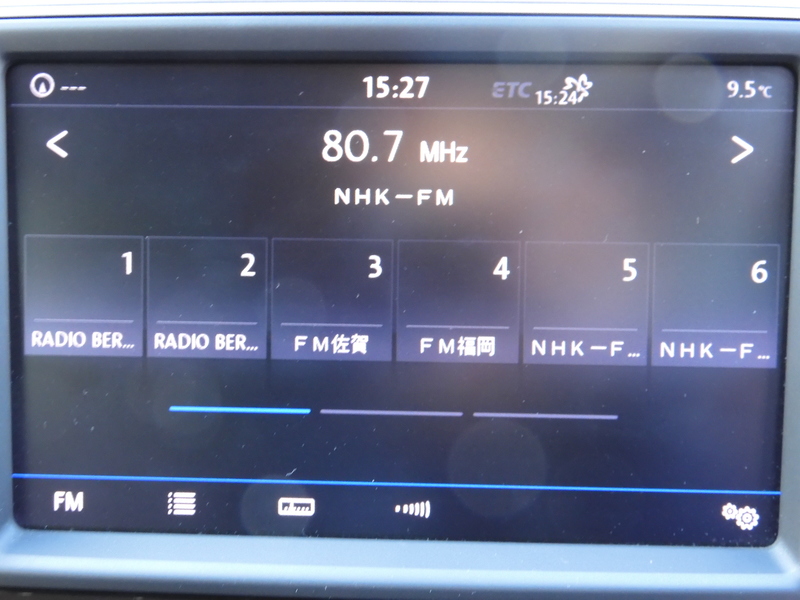 --- 15:27 ETC 15:24 9.5℃
< 80.7 MHz >
NHK－FM
1 2 3 4 5 6
RADIO BER... RADIO BER... ＦＭ佐賀 ＦＭ福岡 ＮＨＫ－Ｆ... ＮＨＫ－Ｆ...
FM